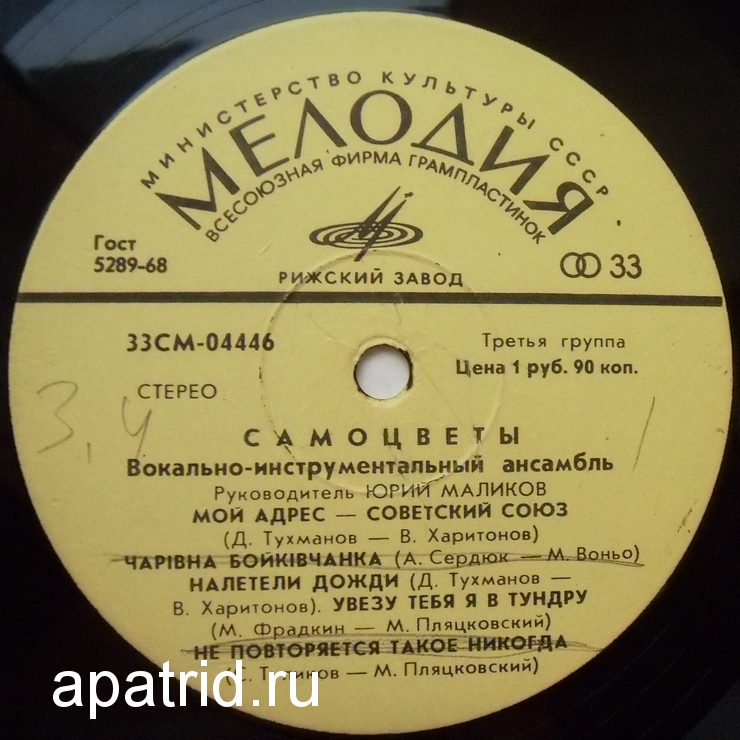 МИНИСТЕРСТВО КУЛЬТУРЫ СССР
МЕЛОДИЯ
ВСЕСОЮЗНАЯ ФИРМА ГРАМПЛАСТИНОК
Гост
5289-68
РИЖСКИЙ ЗАВОД
33
33СМ-04446
Третья группа
Цена 1 руб. 90 коп.
СТЕРЕО
3,4
САМОЦВЕТЫ
Вокально-инструментальный ансамбль
Руководитель ЮРИЙ МАЛИКОВ
МОЙ АДРЕС — СОВЕТСКИЙ СОЮЗ
(Д. Тухманов — В. Харитонов)
ЧАРІВНА БОЙКІВЧАНКА (А. Сердюк — М. Воньо)
НАЛЕТЕЛИ ДОЖДИ (Д. Тухманов —
В. Харитонов). УВЕЗУ ТЕБЯ Я В ТУНДРУ
(М. Фрадкин — М. Пляцковский)
НЕ ПОВТОРЯЕТСЯ ТАКОЕ НИКОГДА
(С. Туликов — М. Пляцковский)
apatrid.ru